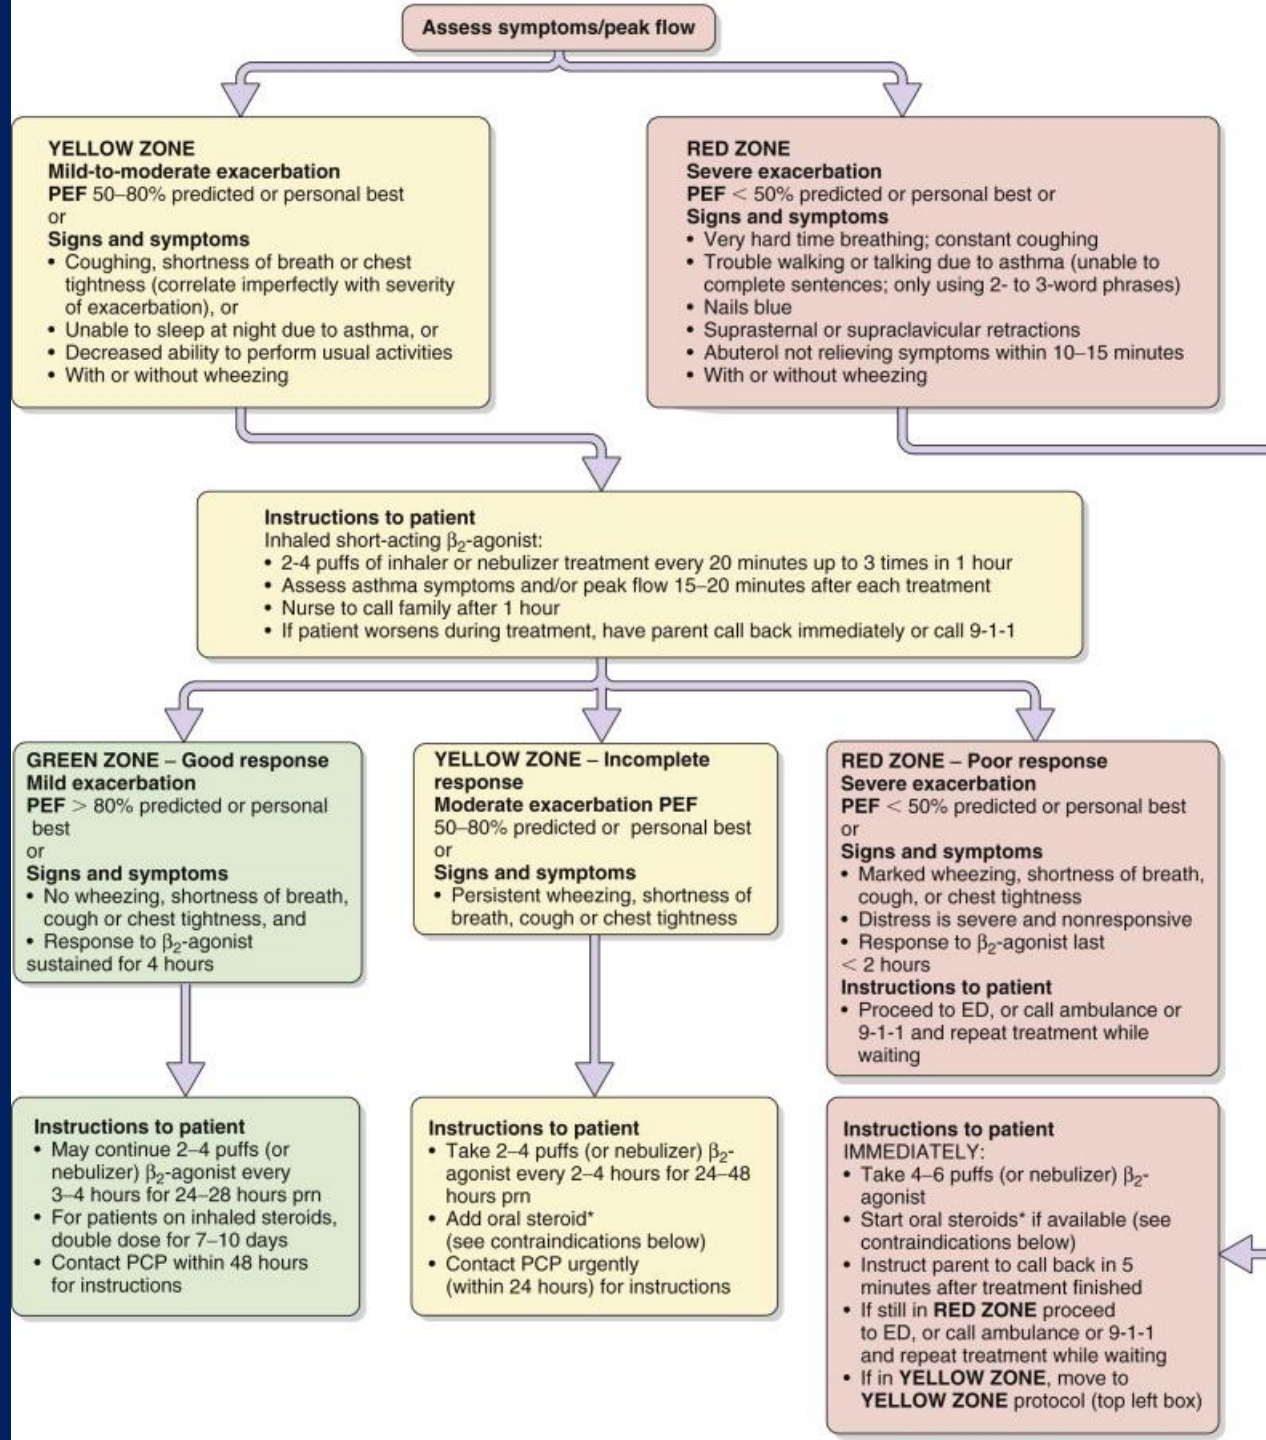 Assess symptoms/peak flow
YELLOW ZONE
Mild-to-moderate exacerbation
PEF 50–80% predicted or personal best
or
Signs and symptoms
• Coughing, shortness of breath or chest
tightness (correlate imperfectly with severity
of exacerbation), or
• Unable to sleep at night due to asthma, or
• Decreased ability to perform usual activities
• With or without wheezing
RED ZONE
Severe exacerbation
PEF < 50% predicted or personal best or
Signs and symptoms
• Very hard time breathing; constant coughing
• Trouble walking or talking due to asthma (unable to
complete sentences; only using 2- to 3-word phrases)
• Nails blue
• Suprasternal or supraclavicular retractions
• Abuterol not relieving symptoms within 10–15 minutes
• With or without wheezing
Instructions to patient
Inhaled short-acting β₂-agonist:
• 2-4 puffs of inhaler or nebulizer treatment every 20 minutes up to 3 times in 1 hour
• Assess asthma symptoms and/or peak flow 15–20 minutes after each treatment
• Nurse to call family after 1 hour
• If patient worsens during treatment, have parent call back immediately or call 9-1-1
GREEN ZONE – Good response
Mild exacerbation
PEF > 80% predicted or personal
best
or
Signs and symptoms
• No wheezing, shortness of breath,
cough or chest tightness, and
• Response to β₂-agonist
sustained for 4 hours
YELLOW ZONE – Incomplete
response
Moderate exacerbation PEF
50–80% predicted or personal best
or
Signs and symptoms
• Persistent wheezing, shortness of
breath, cough or chest tightness
RED ZONE – Poor response
Severe exacerbation
PEF < 50% predicted or personal best
or
Signs and symptoms
• Marked wheezing, shortness of breath,
cough, or chest tightness
• Distress is severe and nonresponsive
• Response to β₂-agonist last
< 2 hours
Instructions to patient
• Proceed to ED, or call ambulance or
9-1-1 and repeat treatment while
waiting
Instructions to patient
• May continue 2–4 puffs (or
nebulizer) β₂-agonist every
3–4 hours for 24–28 hours prn
• For patients on inhaled steroids,
double dose for 7–10 days
• Contact PCP within 48 hours
for instructions
Instructions to patient
• Take 2–4 puffs (or nebulizer) β₂-
agonist every 2–4 hours for 24–48
hours prn
• Add oral steroid*
(see contraindications below)
• Contact PCP urgently
(within 24 hours) for instructions
Instructions to patient
IMMEDIATELY:
• Take 4–6 puffs (or nebulizer) β₂-
agonist
• Start oral steroids* if available (see
contraindications below)
• Instruct parent to call back in 5
minutes after treatment finished
• If still in RED ZONE proceed
to ED, or call ambulance or 9-1-1
and repeat treatment while waiting
• If in YELLOW ZONE, move to
YELLOW ZONE protocol (top left box)